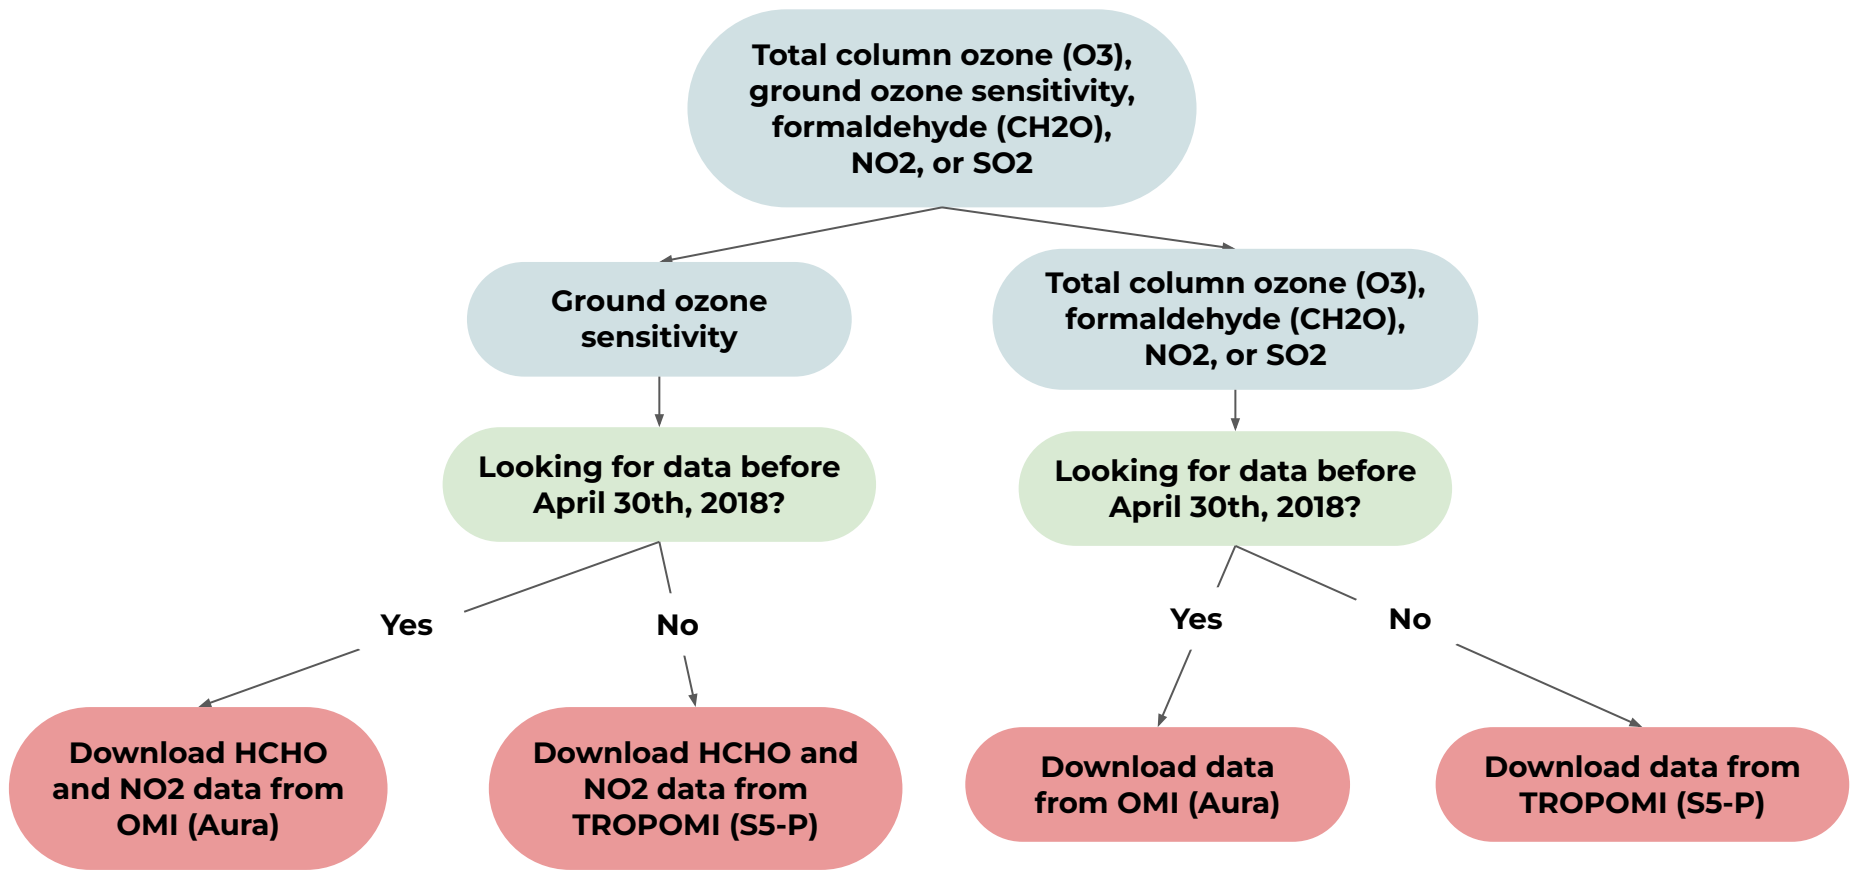 Total column ozone (O3),
ground ozone sensitivity,
formaldehyde (CH2O),
NO2, or SO2
Ground ozone
sensitivity
Total column ozone (O3),
formaldehyde (CH2O),
NO2, or SO2
Looking for data before
April 30th, 2018?
Looking for data before
April 30th, 2018?
Yes
No
Yes
No
Download HCHO
and NO2 data from
OMI (Aura)
Download HCHO and
NO2 data from
TROPOMI (S5-P)
Download data
from OMI (Aura)
Download data from
TROPOMI (S5-P)